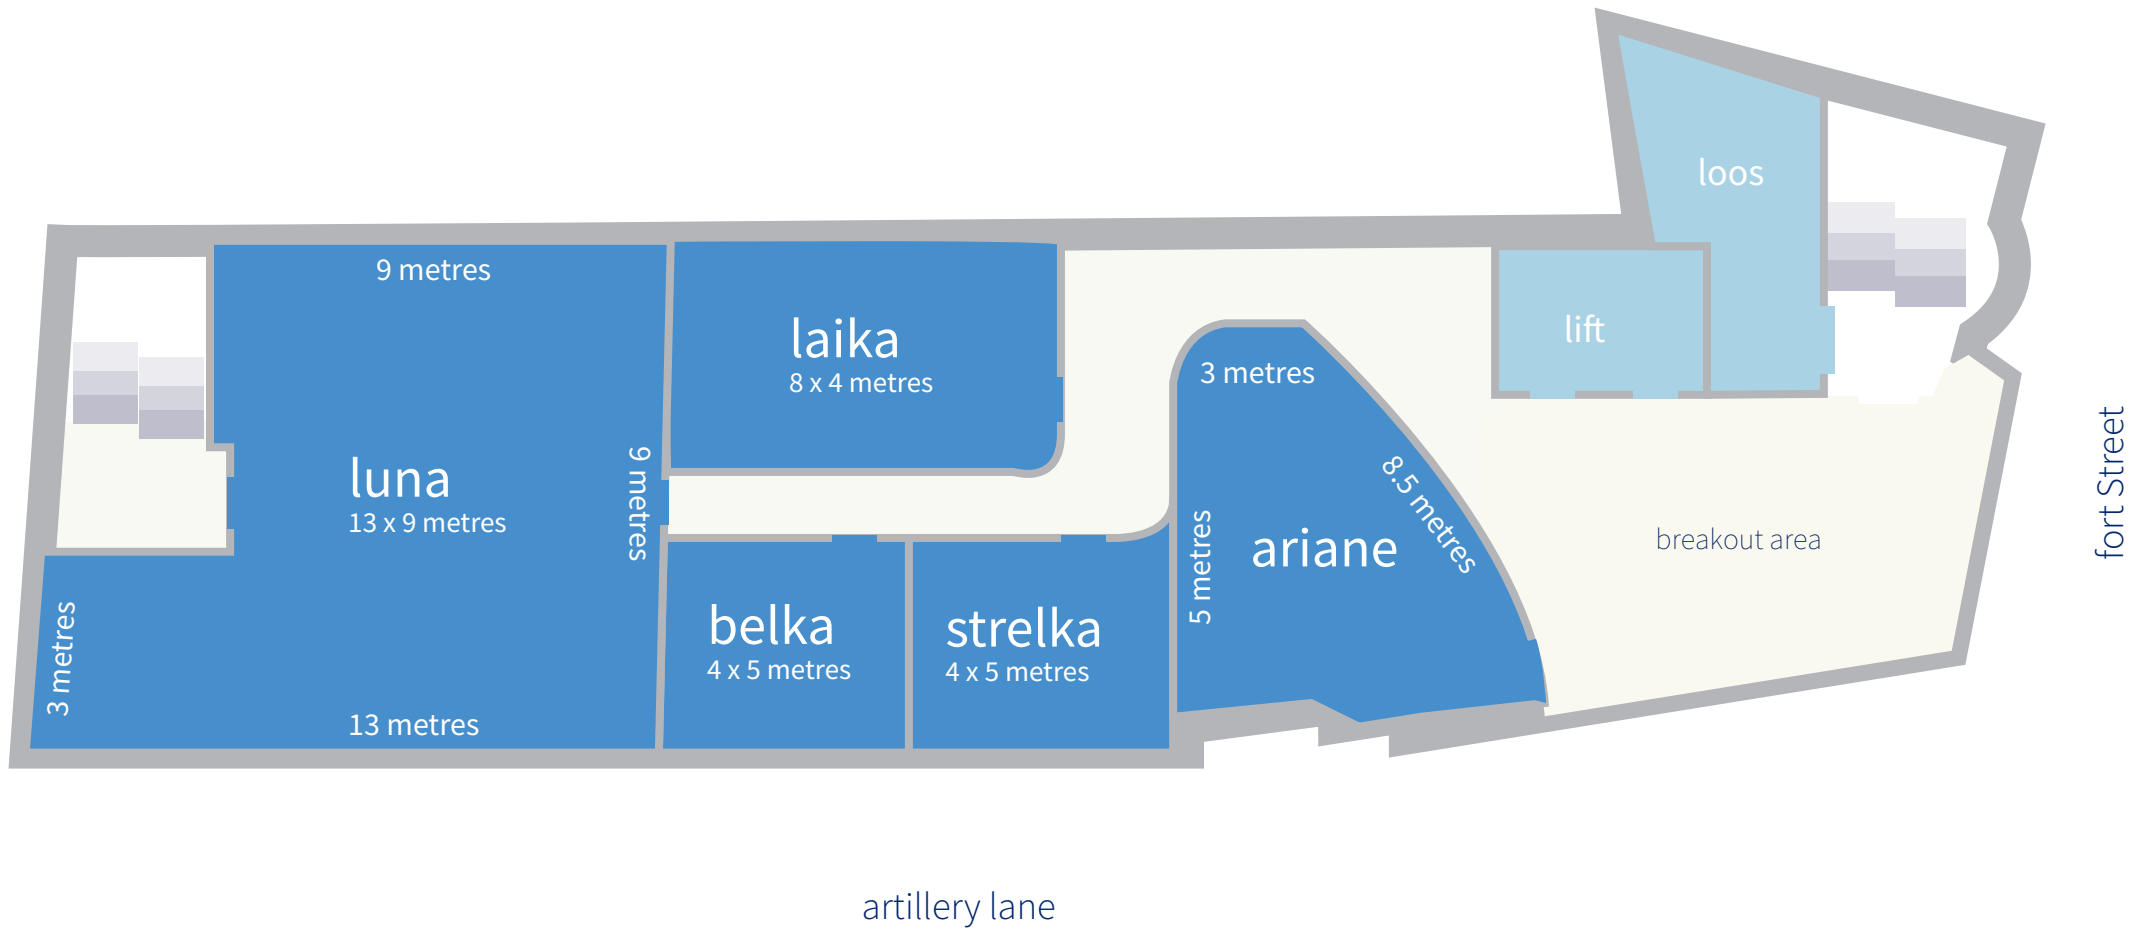 loos
9 metres
laika
8 x 4 metres
lift
3 metres
luna
13 x 9 metres
9 metres
8.5 metres
ariane
5 metres
breakout area
fort Street
belka
4 x 5 metres
strelka
4 x 5 metres
3 metres
13 metres
artillery lane